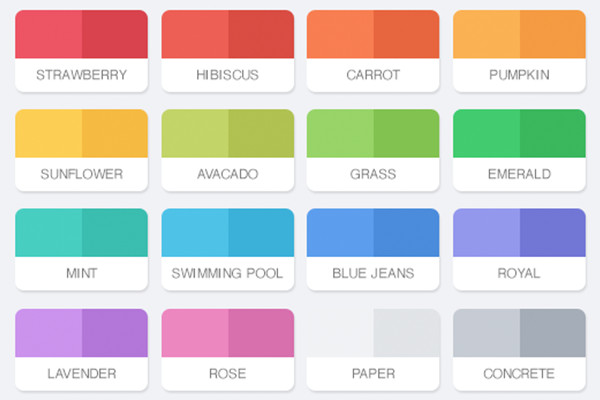 STRAWBERRY
HIBISCUS
CARROT
PUMPKIN
SUNFLOWER
AVACADO
GRASS
EMERALD
MINT
SWIMMING POOL
BLUE JEANS
ROYAL
LAVENDER
ROSE
PAPER
CONCRETE